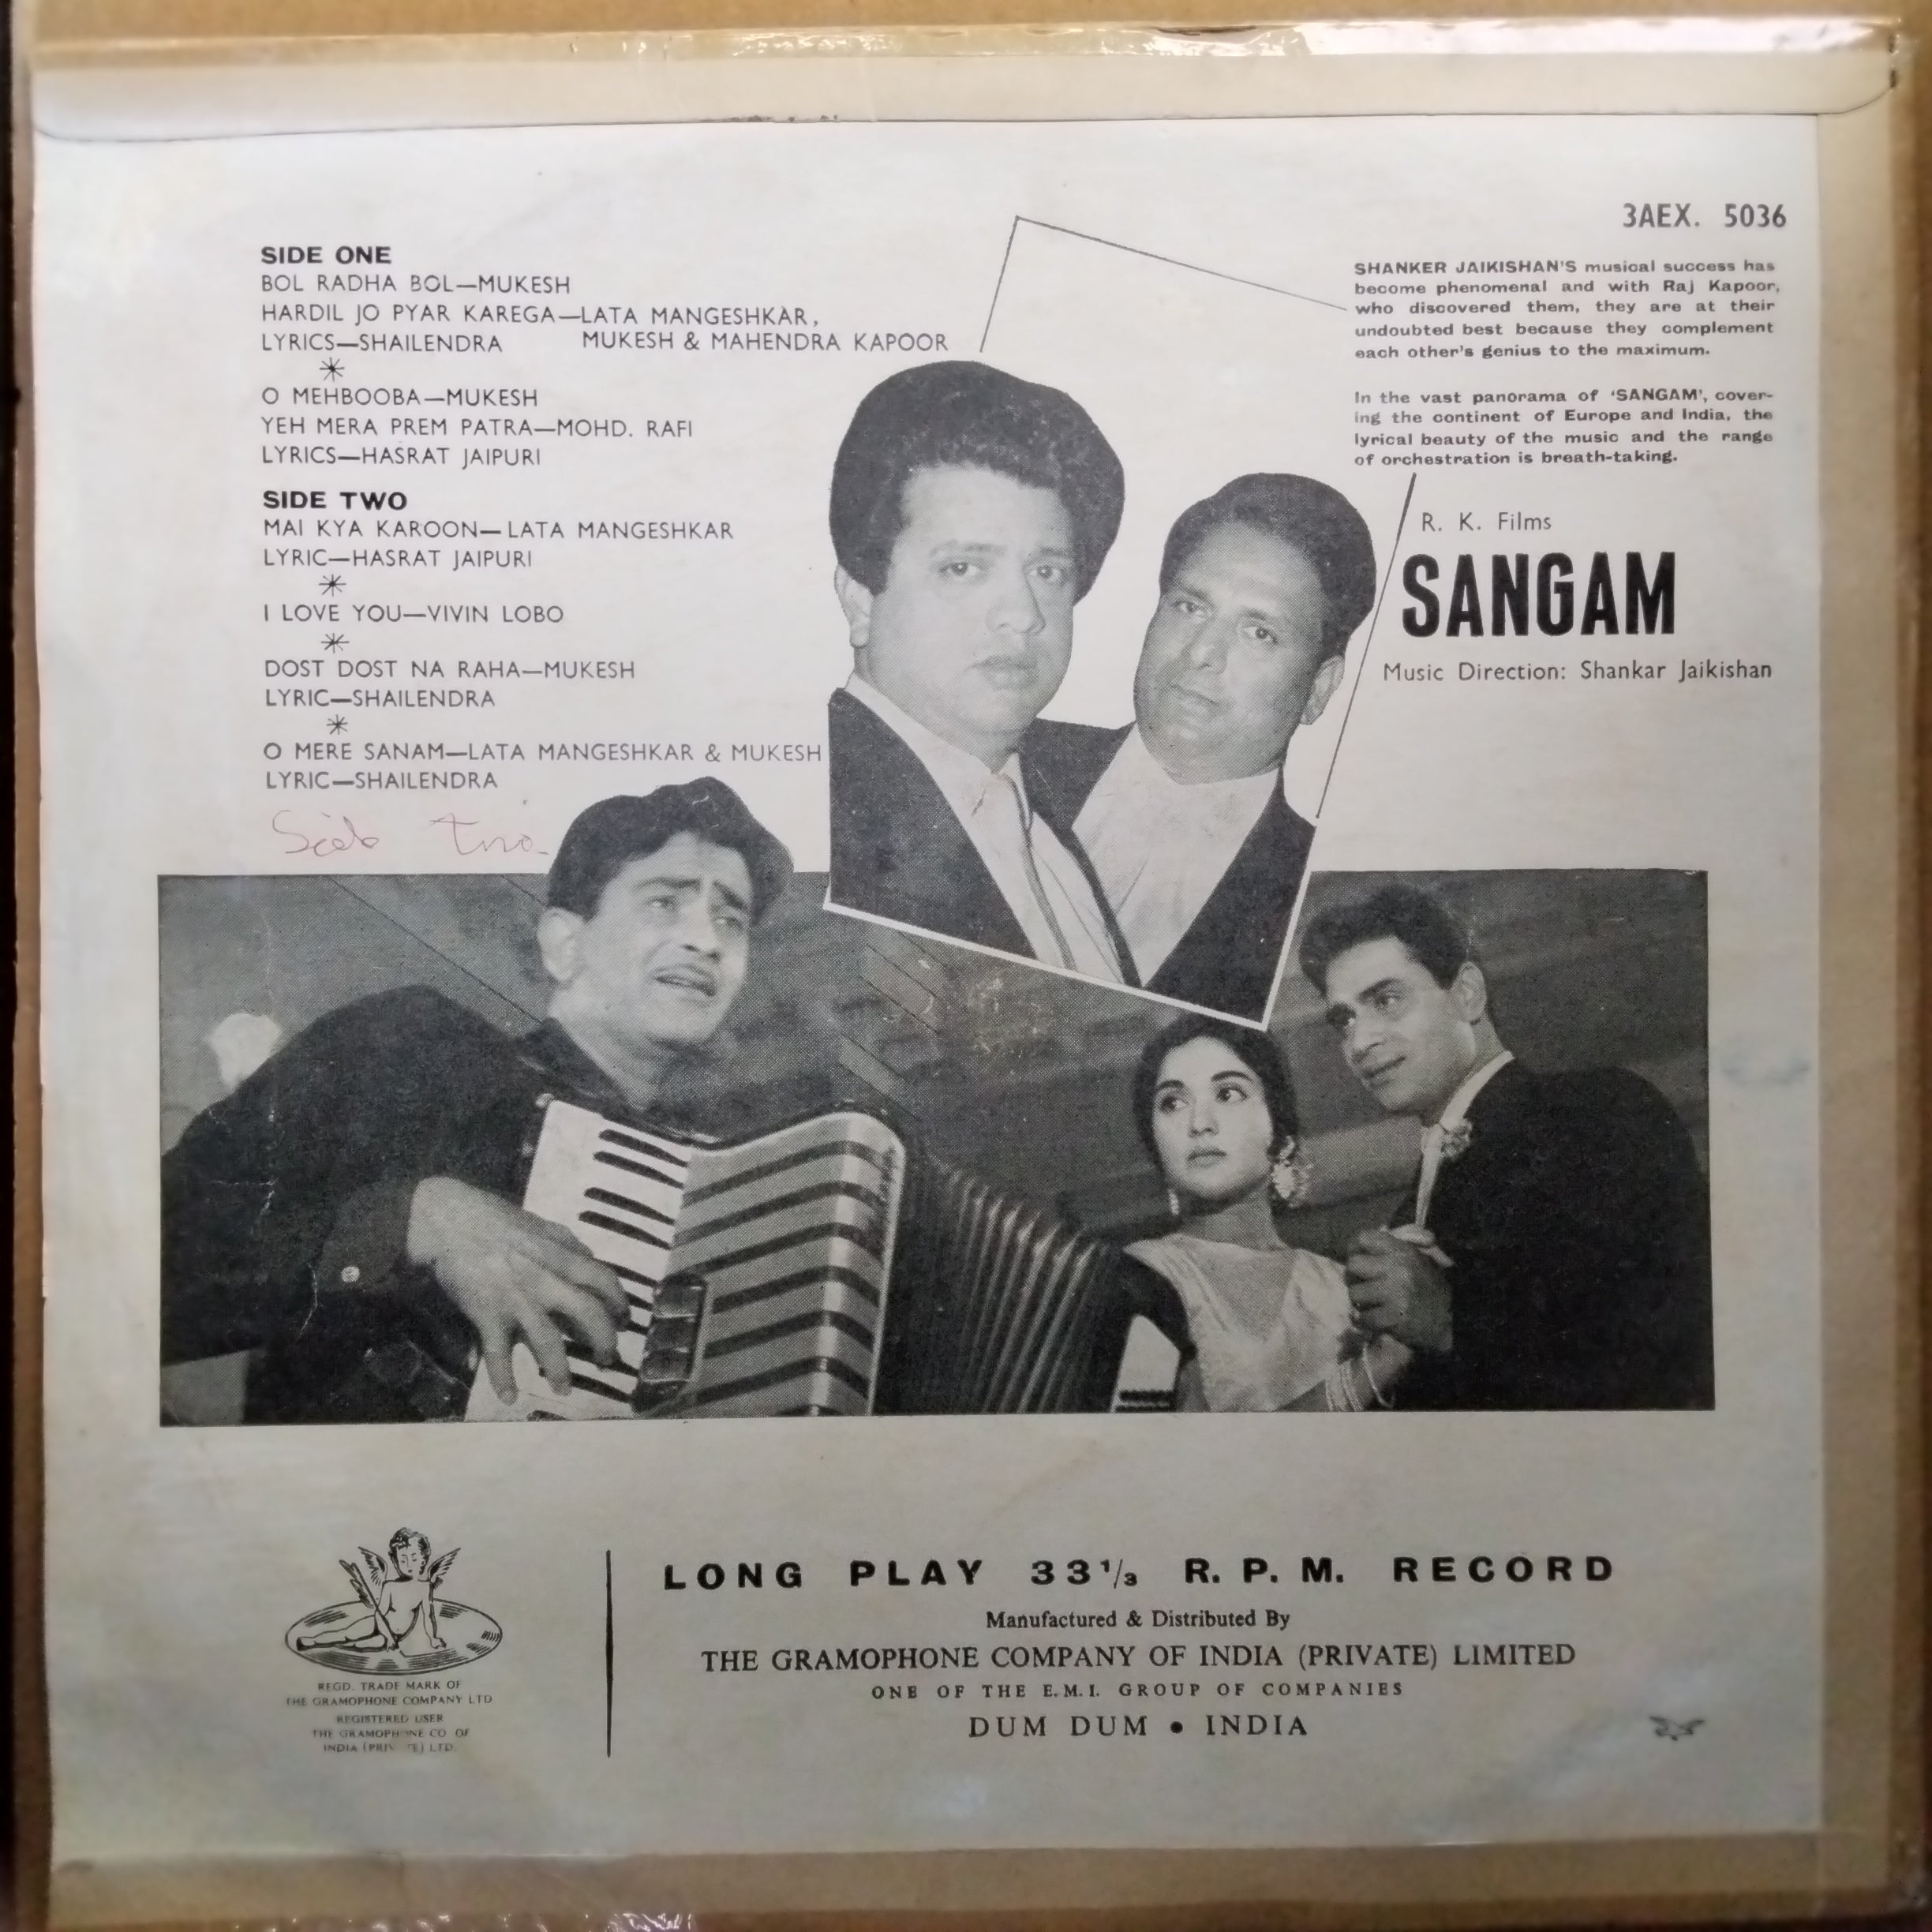 3AEX. 5036
SIDE ONE
BOL RADHA BOL—MUKESH
HARDIL JO PYAR KAREGA—LATA MANGESHKAR,
LYRICS—SHAILENDRA MUKESH & MAHENDRA KAPOOR
O MEHBOOBA—MUKESH
YEH MERA PREM PATRA—MOHD. RAFI
LYRICS—HASRAT JAIPURI
SIDE TWO
MAI KYA KAROON—LATA MANGESHKAR
LYRIC—HASRAT JAIPURI
I LOVE YOU—VIVIN LOBO
DOST DOST NA RAHA—MUKESH
LYRIC—SHAILENDRA
O MERE SANAM—LATA MANGESHKAR & MUKESH
LYRIC—SHAILENDRA
Side two
SHANKER JAIKISHAN'S musical success has
become phenomenal and with Raj Kapoor,
who discovered them, they are at their
undoubted best because they complement
each other's genius to the maximum.
In the vast panorama of 'SANGAM', cover-
ing the continent of Europe and India, the
lyrical beauty of the music and the range
of orchestration is breath-taking.
R. K. Films
SANGAM
Music Direction: Shankar Jaikishan
REGD. TRADE MARK OF
THE GRAMOPHONE COMPANY LTD
REGISTERED USER
THE GRAMOPHONE CO. OF
INDIA (PRIVATE) LTD.
LONG PLAY 33⅓ R. P. M. RECORD
Manufactured & Distributed By
THE GRAMOPHONE COMPANY OF INDIA (PRIVATE) LIMITED
ONE OF THE E.M.I. GROUP OF COMPANIES
DUM DUM • INDIA